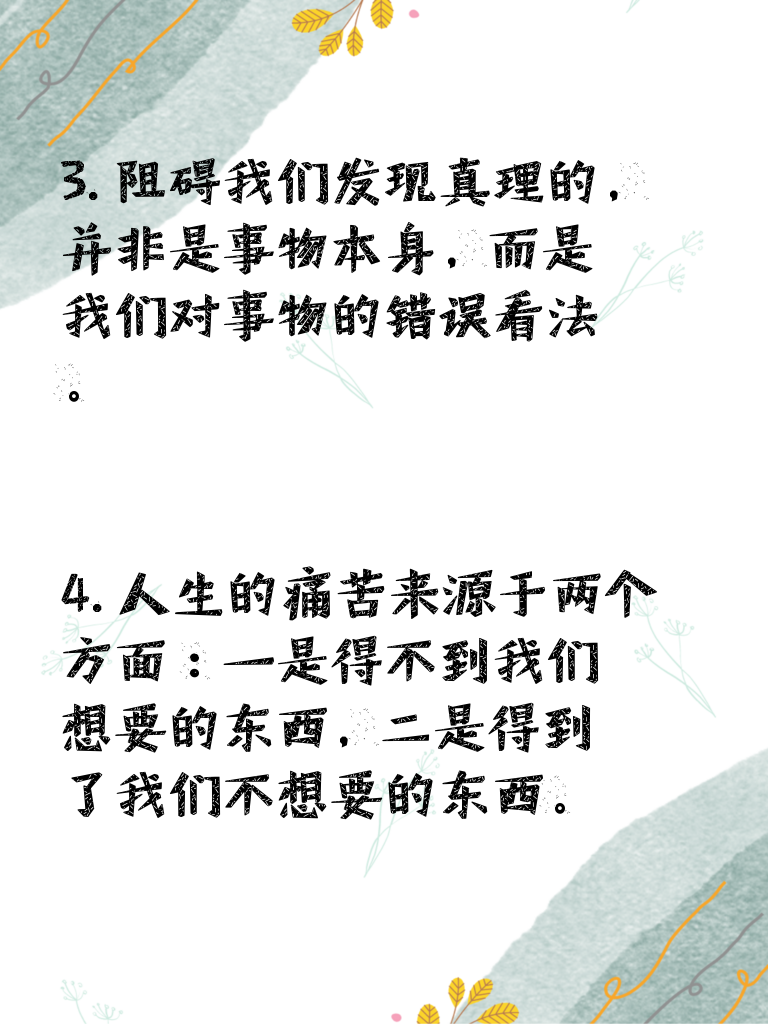 3.阻碍我们发现真理的，
并非是事物本身，而是
我们对事物的错误看法
。
4.人生的痛苦来源于两个
方面：一是得不到我们
想要的东西，二是得到
了我们不想要的东西。